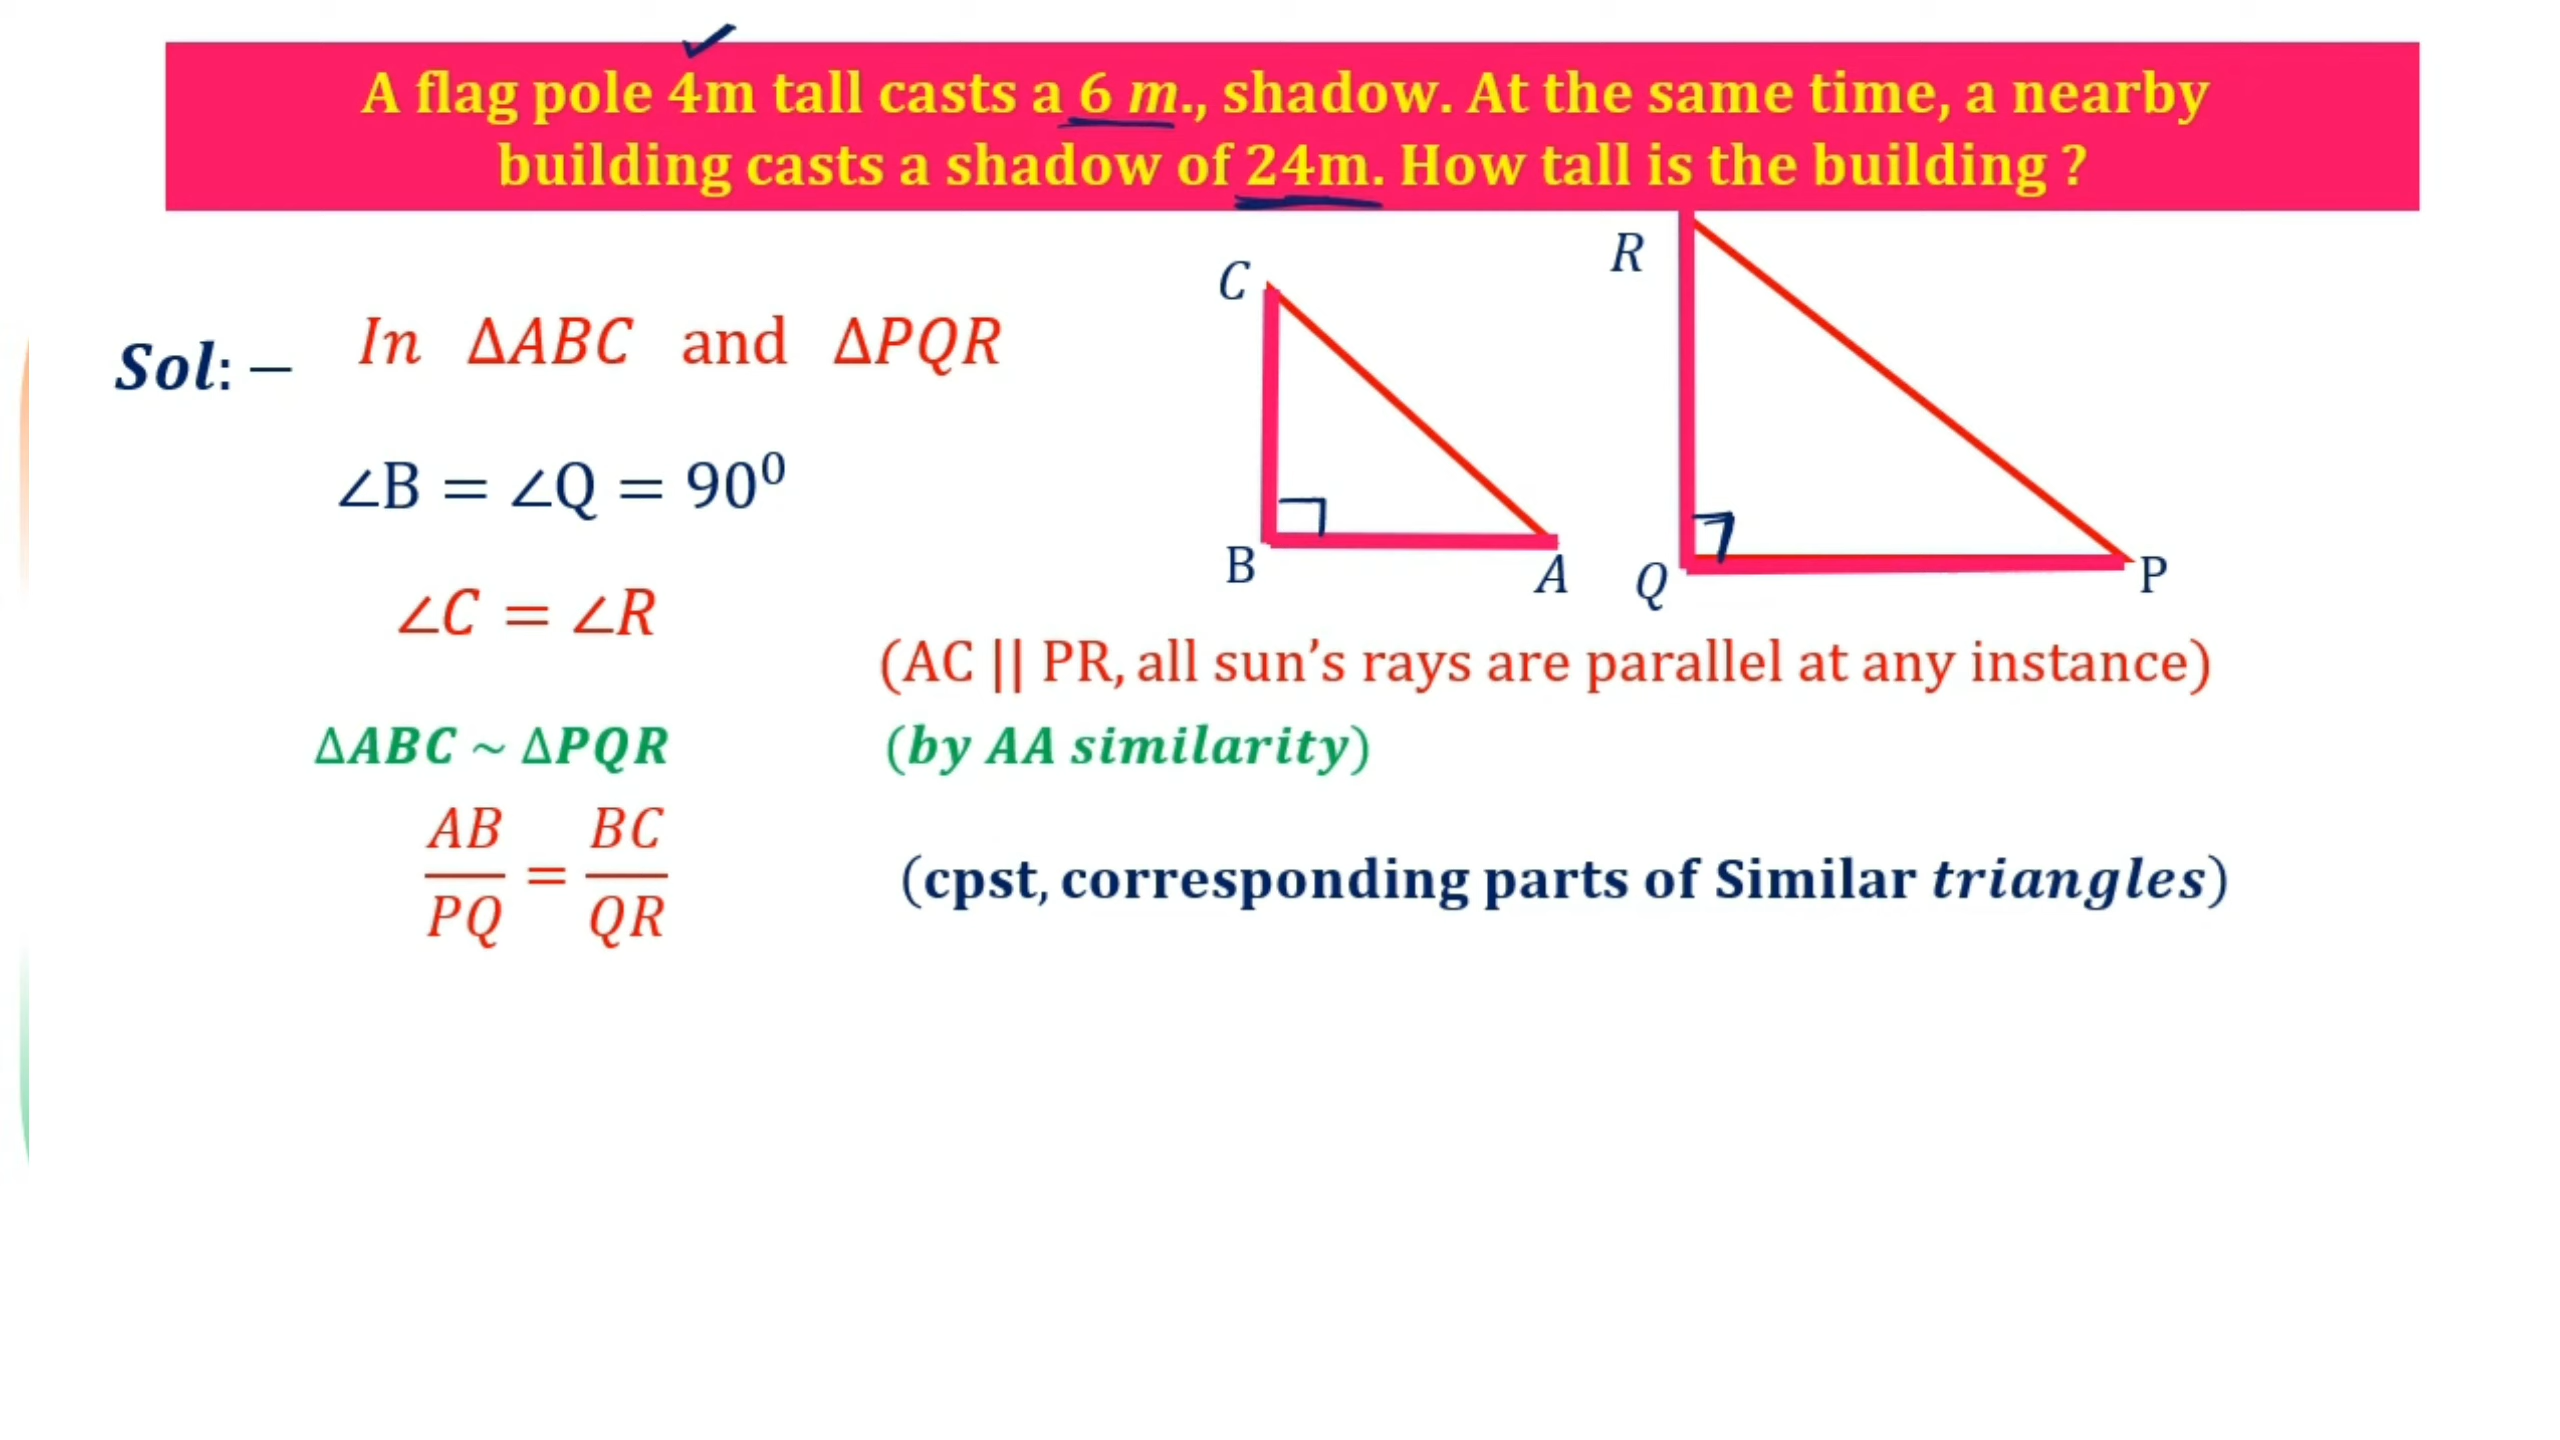 A flag pole 4m tall casts a 6 m., shadow. At the same time, a nearby
building casts a shadow of 24m. How tall is the building ?
R
C
Sol: − In ΔABC and ΔPQR
∠B = ∠Q = 90⁰
B
A
Q
P
∠C = ∠R
(AC || PR, all sun’s rays are parallel at any instance)
ΔABC ~ ΔPQR (by AA similarity)
AB/PQ = BC/QR (cpst, corresponding parts of Similar triangles)